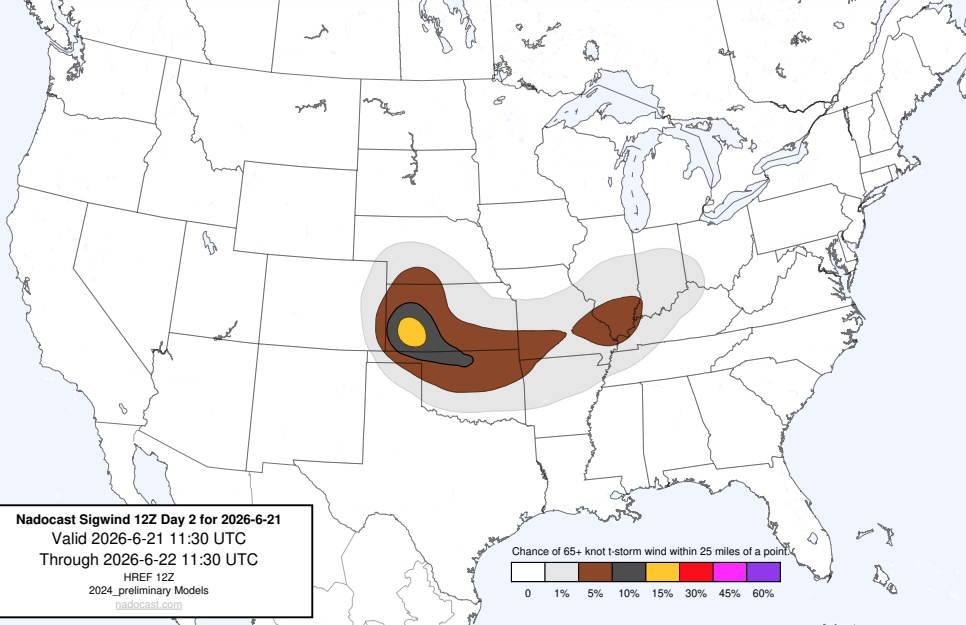 Nadocast Sigwind 12Z Day 2 for 2026-6-21
Valid 2026-6-21 11:30 UTC
Through 2026-6-22 11:30 UTC
HREF 12Z
2024_preliminary Models
nadocast.com
Chance of 65+ knot t-storm wind within 25 miles of a point.
0 1% 5% 10% 15% 30% 45% 60%